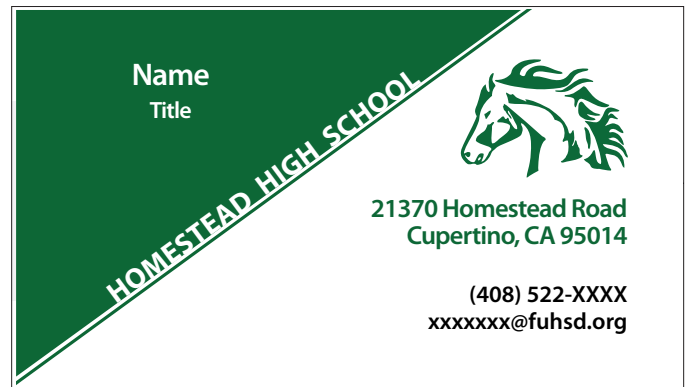 Name
Title
HOMESTEAD HIGH SCHOOL
21370 Homestead Road
Cupertino, CA 95014
(408) 522-XXXX
xxxxxxx@fuhsd.org